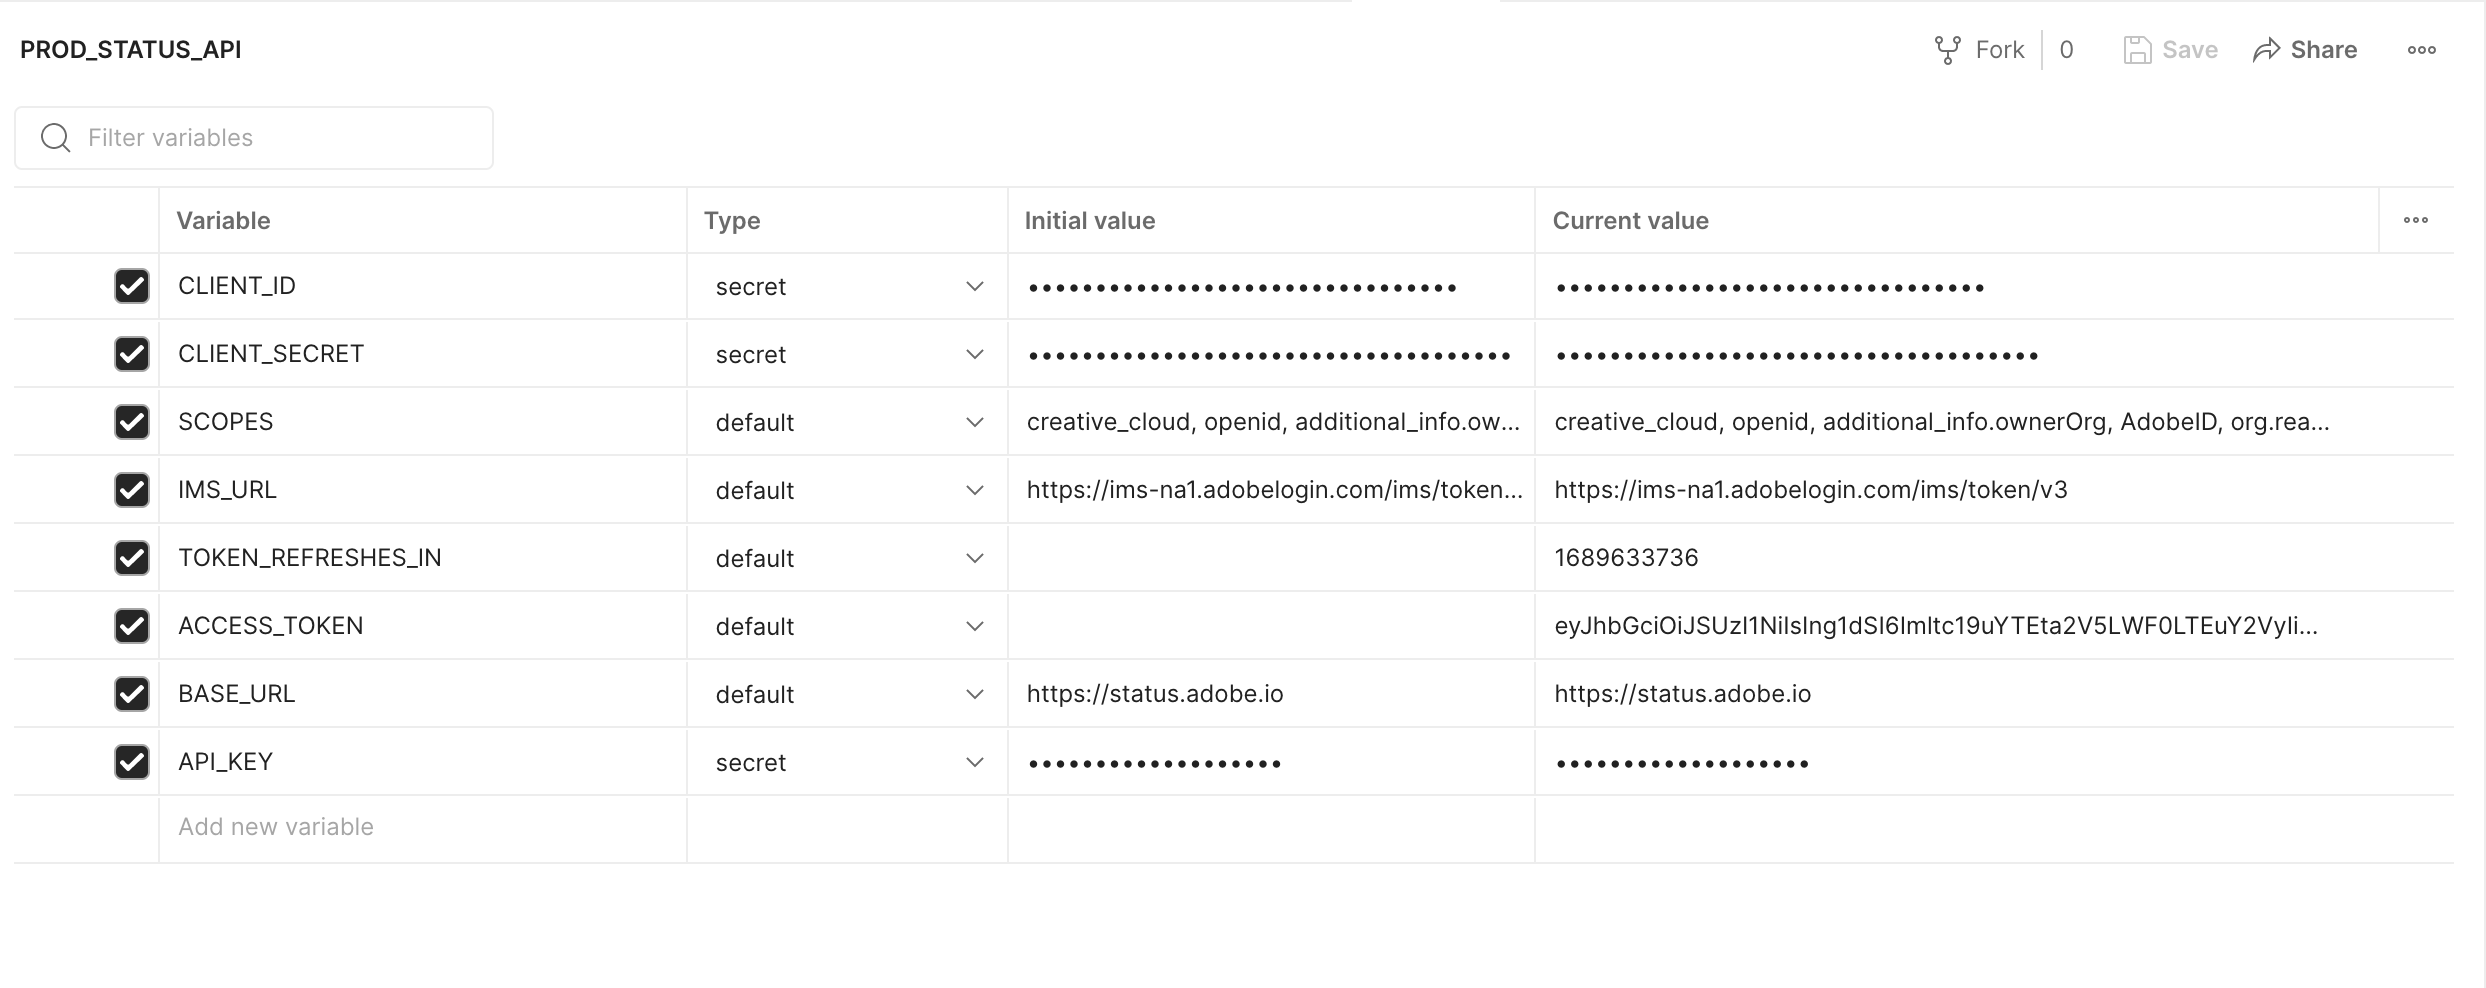 PROD_STATUS_API Fork 0 Save Share
Filter variables
Variable Type Initial value Current value
CLIENT_ID secret •••••••••••••••••••••••••••••••• ••••••••••••••••••••••••••••••••
CLIENT_SECRET secret •••••••••••••••••••••••••••••••••••• ••••••••••••••••••••••••••••••••••••
SCOPES default creative_cloud, openid, additional_info.ow... creative_cloud, openid, additional_info.ownerOrg, AdobeID, org.rea...
IMS_URL default https://ims-na1.adobelogin.com/ims/token... https://ims-na1.adobelogin.com/ims/token/v3
TOKEN_REFRESHES_IN default 1689633736
ACCESS_TOKEN default eyJhbGciOiJSUzI1NiIsIng1dSI6Imltc19uYTEta2V5LWF0LTEuY2VyIi...
BASE_URL default https://status.adobe.io https://status.adobe.io
API_KEY secret ••••••••••••••••••• •••••••••••••••••••
Add new variable